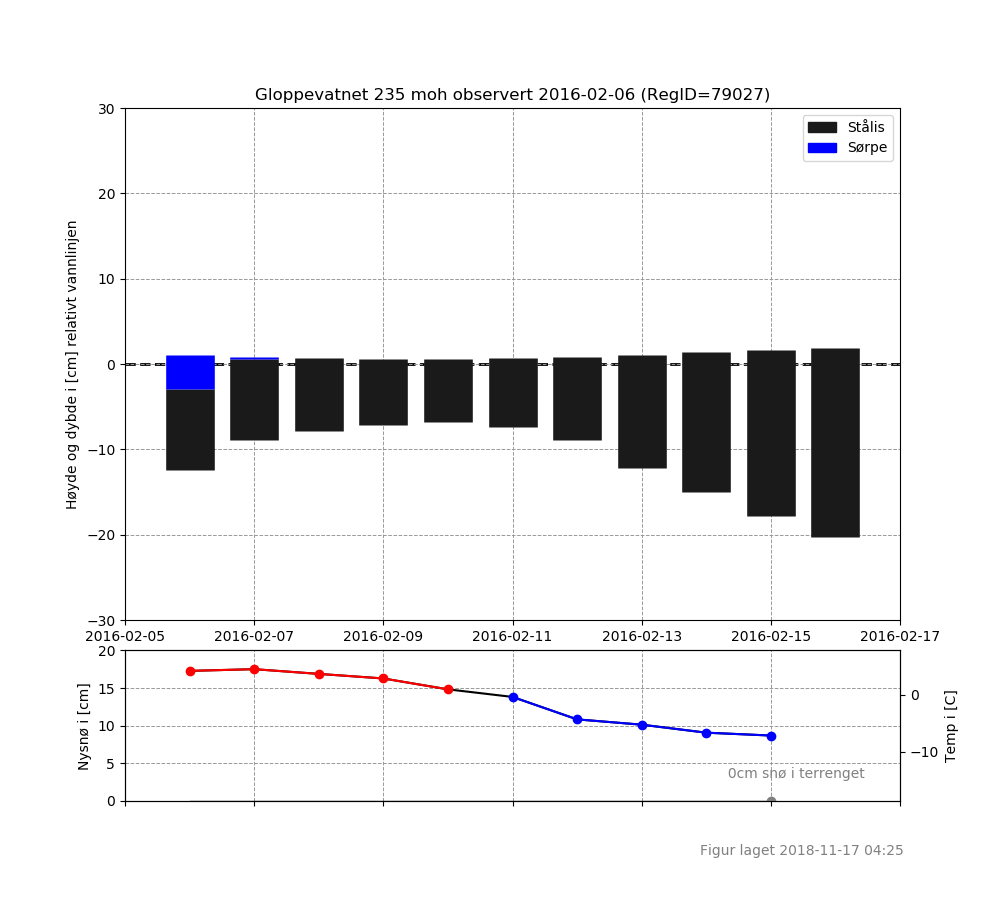 Gloppevatnet 235 moh observert 2016-02-06 (RegID=79027)
Stålis
Sørpe
Høyde og dybde i [cm] relativt vannlinjen
30
20
10
0
−10
−20
−30
2016-02-05 2016-02-07 2016-02-09 2016-02-11 2016-02-13 2016-02-15 2016-02-17
Nysnø i [cm]
20
15
10
5
0
0
−10
Temp i [C]
0cm snø i terrenget
Figur laget 2018-11-17 04:25